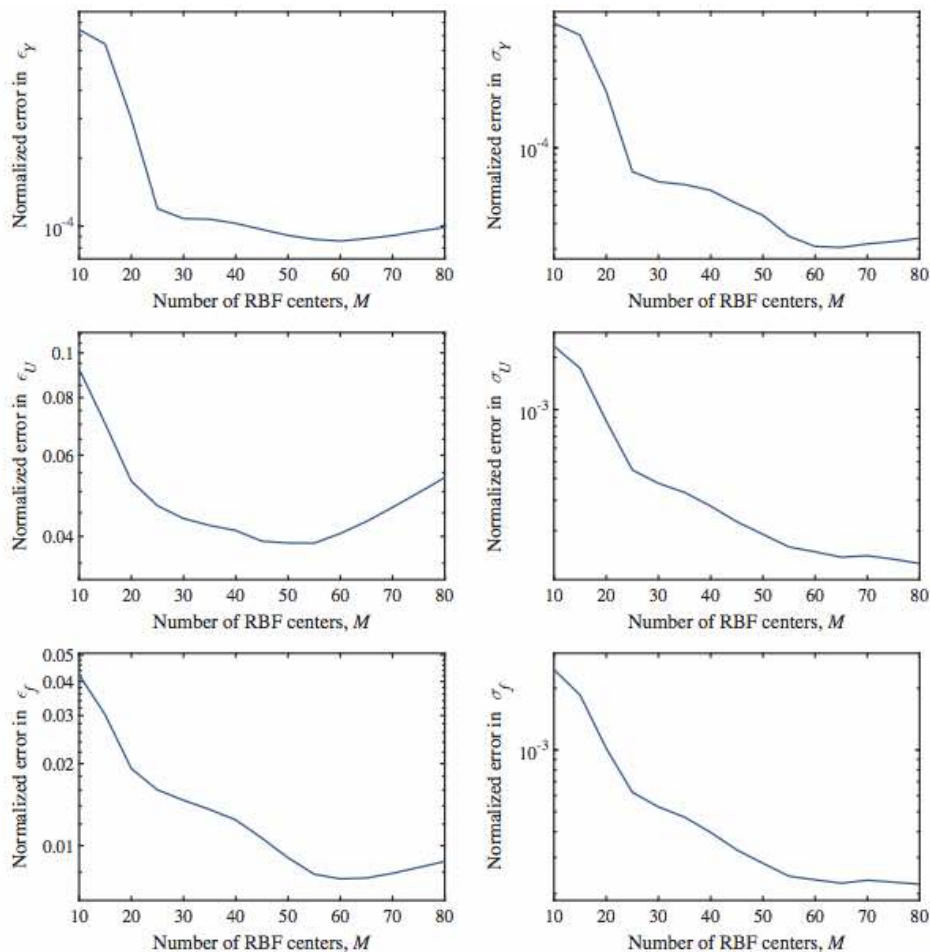 Normalized error in ϵ_Y
10^-4
10 20 30 40 50 60 70 80
Number of RBF centers, M
Normalized error in σ_Y
10^-4
10 20 30 40 50 60 70 80
Number of RBF centers, M
Normalized error in ϵ_U
0.1
0.08
0.06
0.04
10 20 30 40 50 60 70 80
Number of RBF centers, M
Normalized error in σ_U
10^-3
10 20 30 40 50 60 70 80
Number of RBF centers, M
Normalized error in ϵ_f
0.05
0.04
0.03
0.02
0.01
10 20 30 40 50 60 70 80
Number of RBF centers, M
Normalized error in σ_f
10^-3
10 20 30 40 50 60 70 80
Number of RBF centers, M